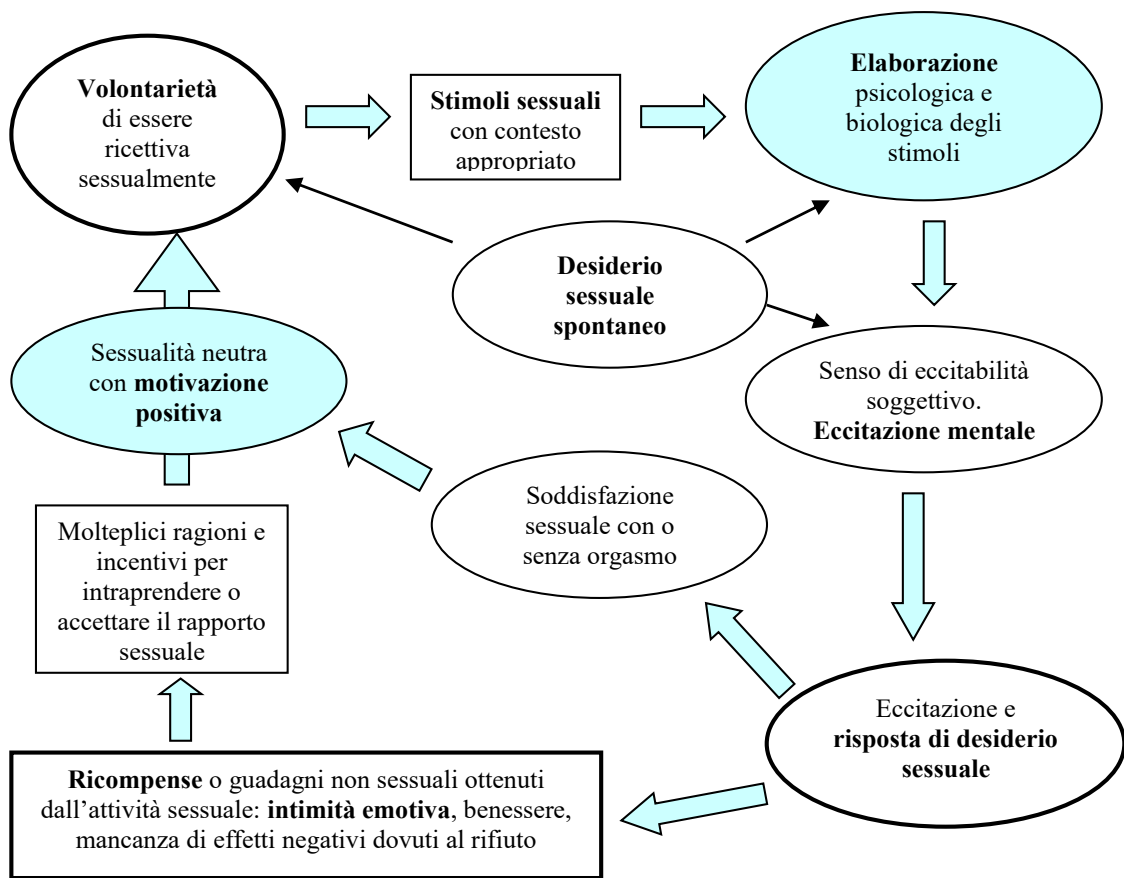 Volontarietà
di essere
ricettiva
sessualmente
Stimoli sessuali
con contesto
appropriato
Elaborazione
psicologica e
biologica degli
stimoli
Desiderio
sessuale
spontaneo
Sessualità neutra
con motivazione
positiva
Senso di eccitabilità
soggettivo.
Eccitazione mentale
Soddisfazione
sessuale con o
senza orgasmo
Molteplici ragioni e
incentivi per
intraprendere o
accettare il rapporto
sessuale
Eccitazione e
risposta di desiderio
sessuale
Ricompense o guadagni non sessuali ottenuti
dall’attività sessuale: intimità emotiva, benessere,
mancanza di effetti negativi dovuti al rifiuto